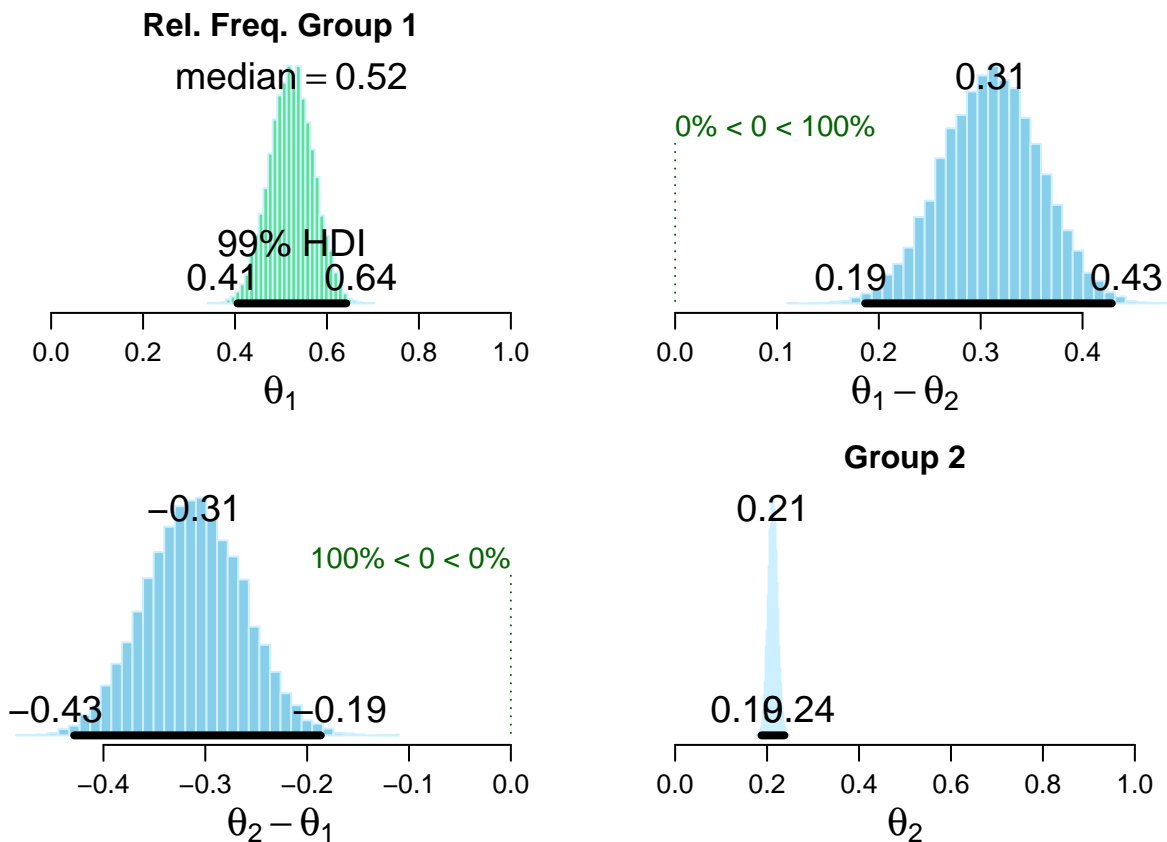 Rel. Freq. Group 1
median = 0.52
99% HDI
0.41 0.64
0.0 0.2 0.4 0.6 0.8 1.0
θ1
0.31
0% < 0 < 100%
0.19 0.43
0.0 0.1 0.2 0.3 0.4
θ1 − θ2
−0.31
100% < 0 < 0%
−0.43 −0.19
−0.4 −0.3 −0.2 −0.1 0.0
θ2 − θ1
Group 2
0.21
0.19 0.24
0.0 0.2 0.4 0.6 0.8 1.0
θ2